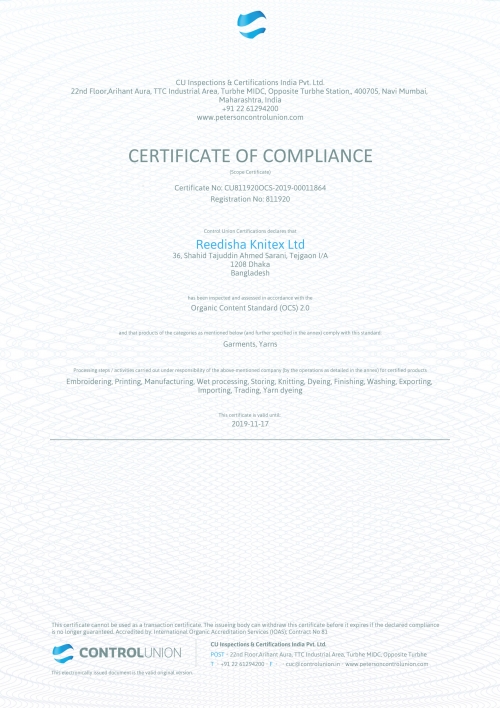 CU Inspections & Certifications India Pvt. Ltd.
22nd Floor,Arihant Aura, TTC Industrial Area, Turbhe MIDC, Opposite Turbhe Station,, 400705, Navi Mumbai,
Maharashtra, India
+91 22 61294200
www.petersoncontrolunion.com
CERTIFICATE OF COMPLIANCE
(Scope Certificate)
Certificate No: CU811920OCS-2019-00011864
Registration No: 811920
Control Union Certifications declares that
Reedisha Knitex Ltd
36, Shahid Tajuddin Ahmed Sarani, Tejgaon I/A
1208 Dhaka
Bangladesh
has been inspected and assessed in accordance with the
Organic Content Standard (OCS) 2.0
and that products of the categories as mentioned below (and further specified in the annex) comply with this standard:
Garments, Yarns
Processing steps / activities carried out under responsibility of the above-mentioned company (by the operations as detailed in the annex) for certified products
Embroidering, Printing, Manufacturing, Wet processing, Storing, Knitting, Dyeing, Finishing, Washing, Exporting,
Importing, Trading, Yarn dyeing
This certificate is valid until:
2019-11-17
This certificate cannot be used as a transaction certificate. The issueing body can withdraw this certificate before it expires if the declared compliance
is no longer guaranteed. Accredited by: International Organic Accreditation Services (IOAS); Contract No 81
CONTROLUNION
CU Inspections & Certifications India Pvt. Ltd.
POST - 22nd Floor,Arihant Aura, TTC Industrial Area, Turbhe MIDC, Opposite Turbhe
T - +91 22 61294200 - F - - cuc@controlunion.in - www.petersoncontrolunion.com
This electronically issued document is the valid original version